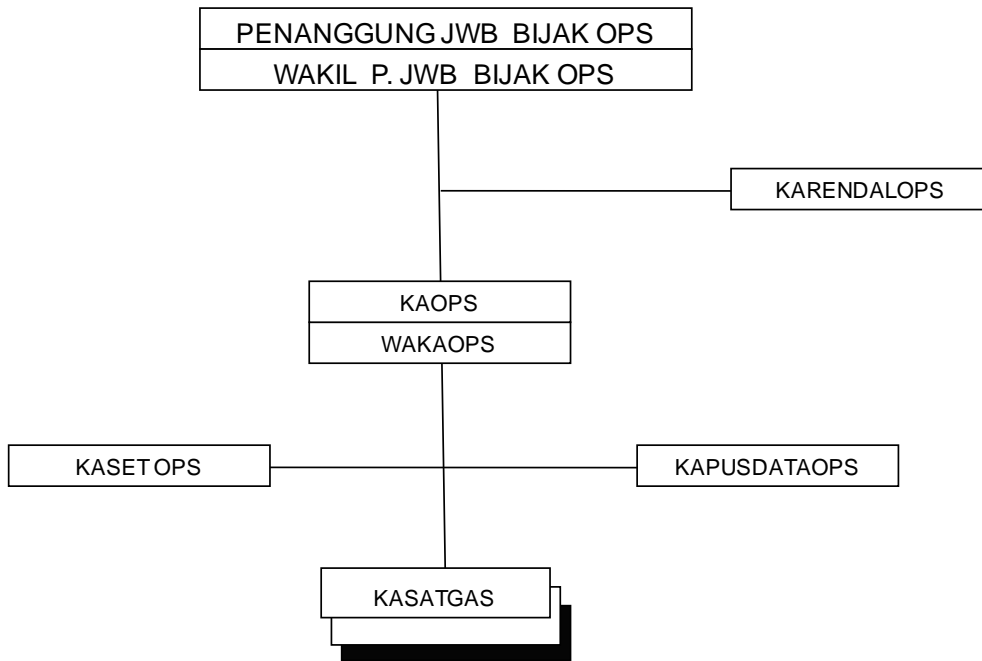 PENANGGUNG JWB BIJAK OPS
WAKIL P. JWB BIJAK OPS
KARENDALOPS
KAOPS
WAKAOPS
KASET OPS
KAPUSDATAOPS
KASATGAS